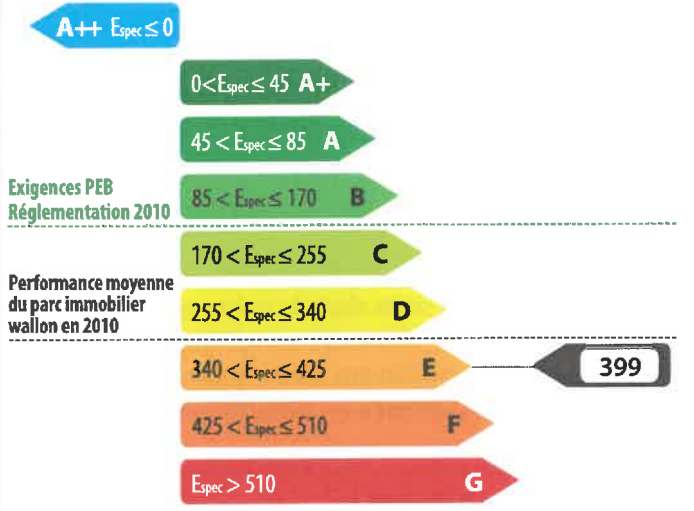 A++ Espec ≤ 0
0 < Espec ≤ 45 A+
45 < Espec ≤ 85 A
Exigences PEB
Réglementation 2010
85 < Espec ≤ 170 B
170 < Espec ≤ 255 C
Performance moyenne
du parc immobilier
wallon en 2010
255 < Espec ≤ 340 D
340 < Espec ≤ 425 E
399
425 < Espec ≤ 510 F
Espec > 510 G